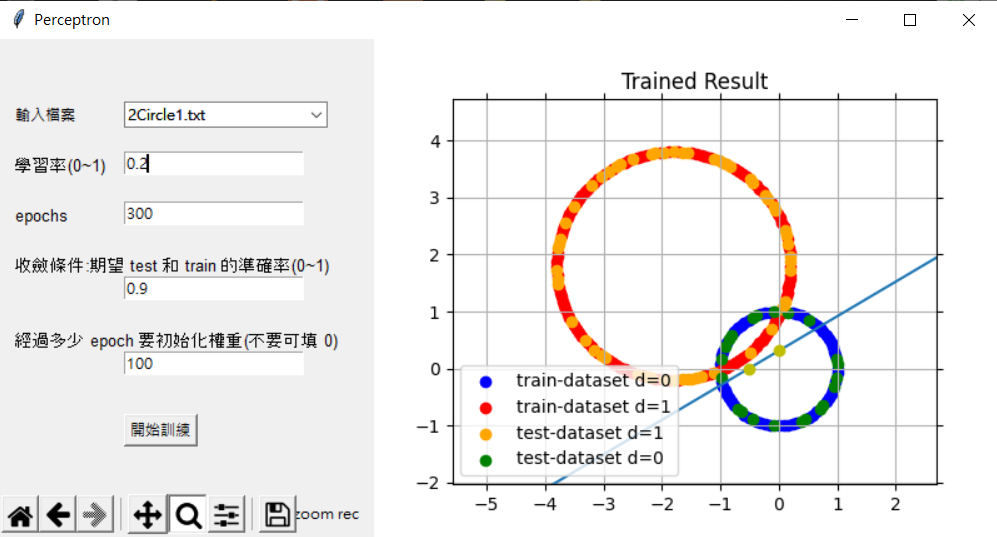 Perceptron
輸入檔案
2Circle1.txt
學習率(0~1)
0.2
epochs
300
收斂條件:期望 test 和 train 的準確率(0~1)
0.9
經過多少 epoch 要初始化權重(不要可填 0)
100
開始訓練
zoom rec
Trained Result
4
3
2
1
0
−1
−2
train-dataset d=0
train-dataset d=1
test-dataset d=1
test-dataset d=0
−5 −4 −3 −2 −1 0 1 2